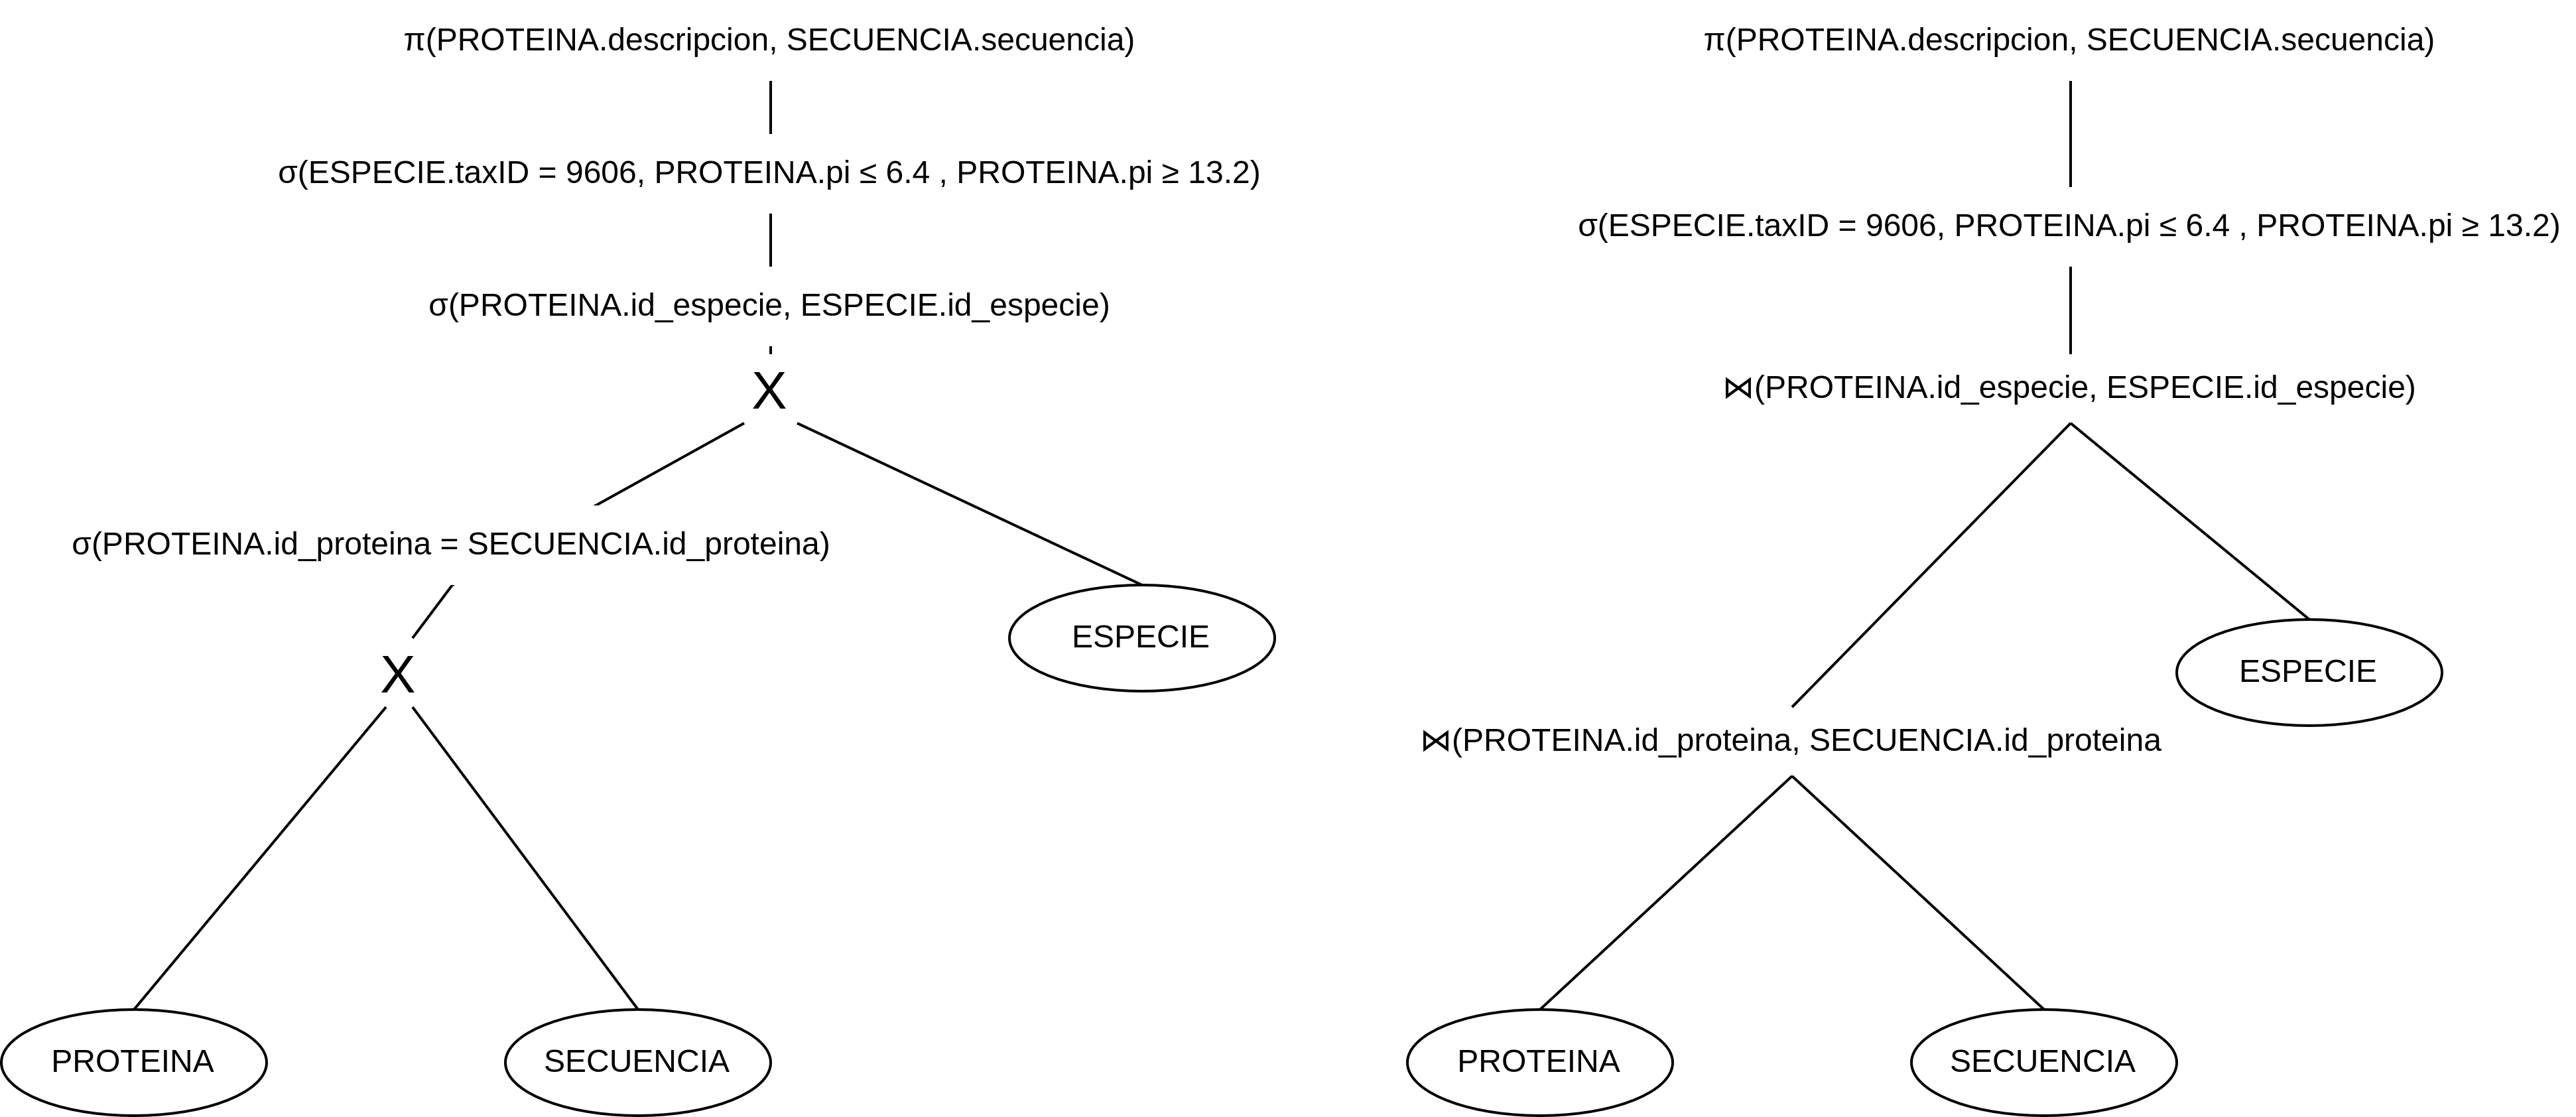 π(PROTEINA.descripcion, SECUENCIA.secuencia)
σ(ESPECIE.taxID = 9606, PROTEINA.pi ≤ 6.4 , PROTEINA.pi ≥ 13.2)
σ(PROTEINA.id_especie, ESPECIE.id_especie)
X
σ(PROTEINA.id_proteina = SECUENCIA.id_proteina)
ESPECIE
X
PROTEINA
SECUENCIA
π(PROTEINA.descripcion, SECUENCIA.secuencia)
σ(ESPECIE.taxID = 9606, PROTEINA.pi ≤ 6.4 , PROTEINA.pi ≥ 13.2)
⋈(PROTEINA.id_especie, ESPECIE.id_especie)
ESPECIE
⋈(PROTEINA.id_proteina, SECUENCIA.id_proteina
PROTEINA
SECUENCIA